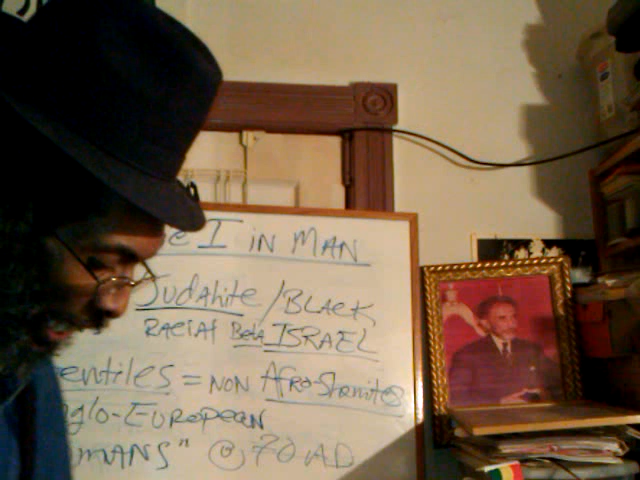 e I IN MAN
Judahite / BLACK
RACIAL Beta ISRAEL
entiles = NON AFRO-Shemites
glo-EUROPEAN
MANS" @ 70 AD